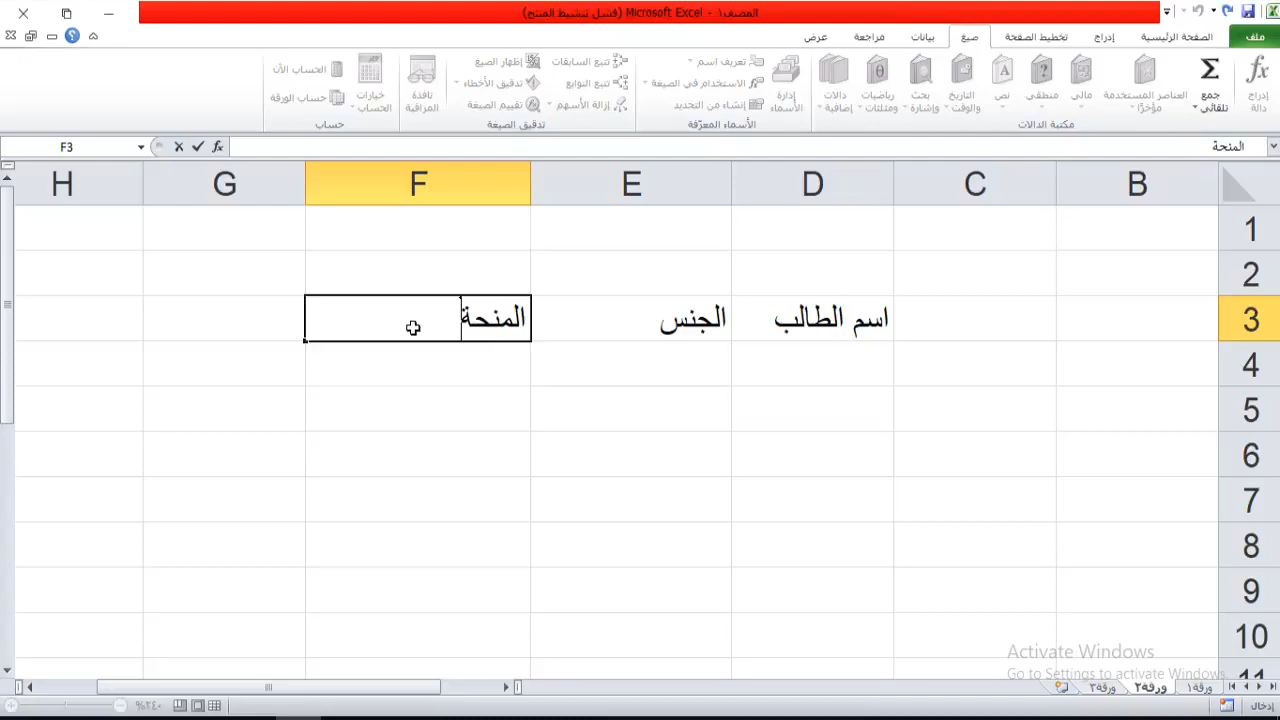 المصنف١ - Microsoft Excel (فشل تنشيط المنتج)
ملف
الصفحة الرئيسية
إدراج
تخطيط الصفحة
صيغ
بيانات
مراجعة
عرض
إدراج دالة
جمع تلقائي
العناصر المستخدمة مؤخرًا
مالي
منطقي
نص
التاريخ والوقت
بحث وإشارة
رياضيات ومثلثات
دالات إضافية
مكتبة الدالات
إدارة الأسماء
تعريف اسم
الاستخدام في الصيغة
إنشاء من التحديد
الأسماء المعرّفة
تتبع السابقات
تتبع التوابع
إزالة الأسهم
إظهار الصيغ
تدقيق الأخطاء
تقييم الصيغة
تدقيق الصيغة
نافذة المراقبة
خيارات الحساب
الحساب الآن
حساب الورقة
حساب
F3
المنحة
B C D E F G H
1
2
3 اسم الطالب الجنس المنحة
4
5
6
7
8
9
10
11
Activate Windows
Go to Settings to activate Windows.
ورقة١ ورقة٢ ورقة٣
إدخال
٢٤٠%